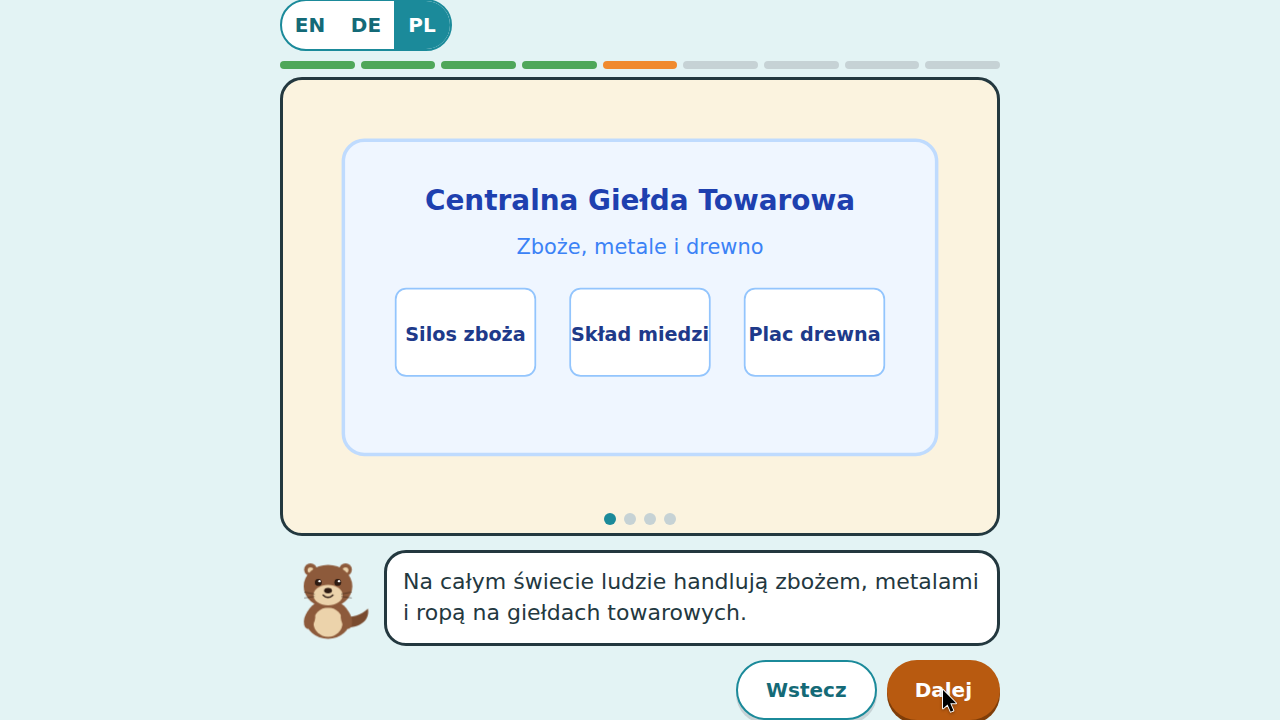 EN DE PL
Centralna Giełda Towarowa
Zboże, metale i drewno
Silos zboża
Skład miedzi
Plac drewna
Na całym świecie ludzie handlują zbożem, metalami
i ropą na giełdach towarowych.
Wstecz
Dalej